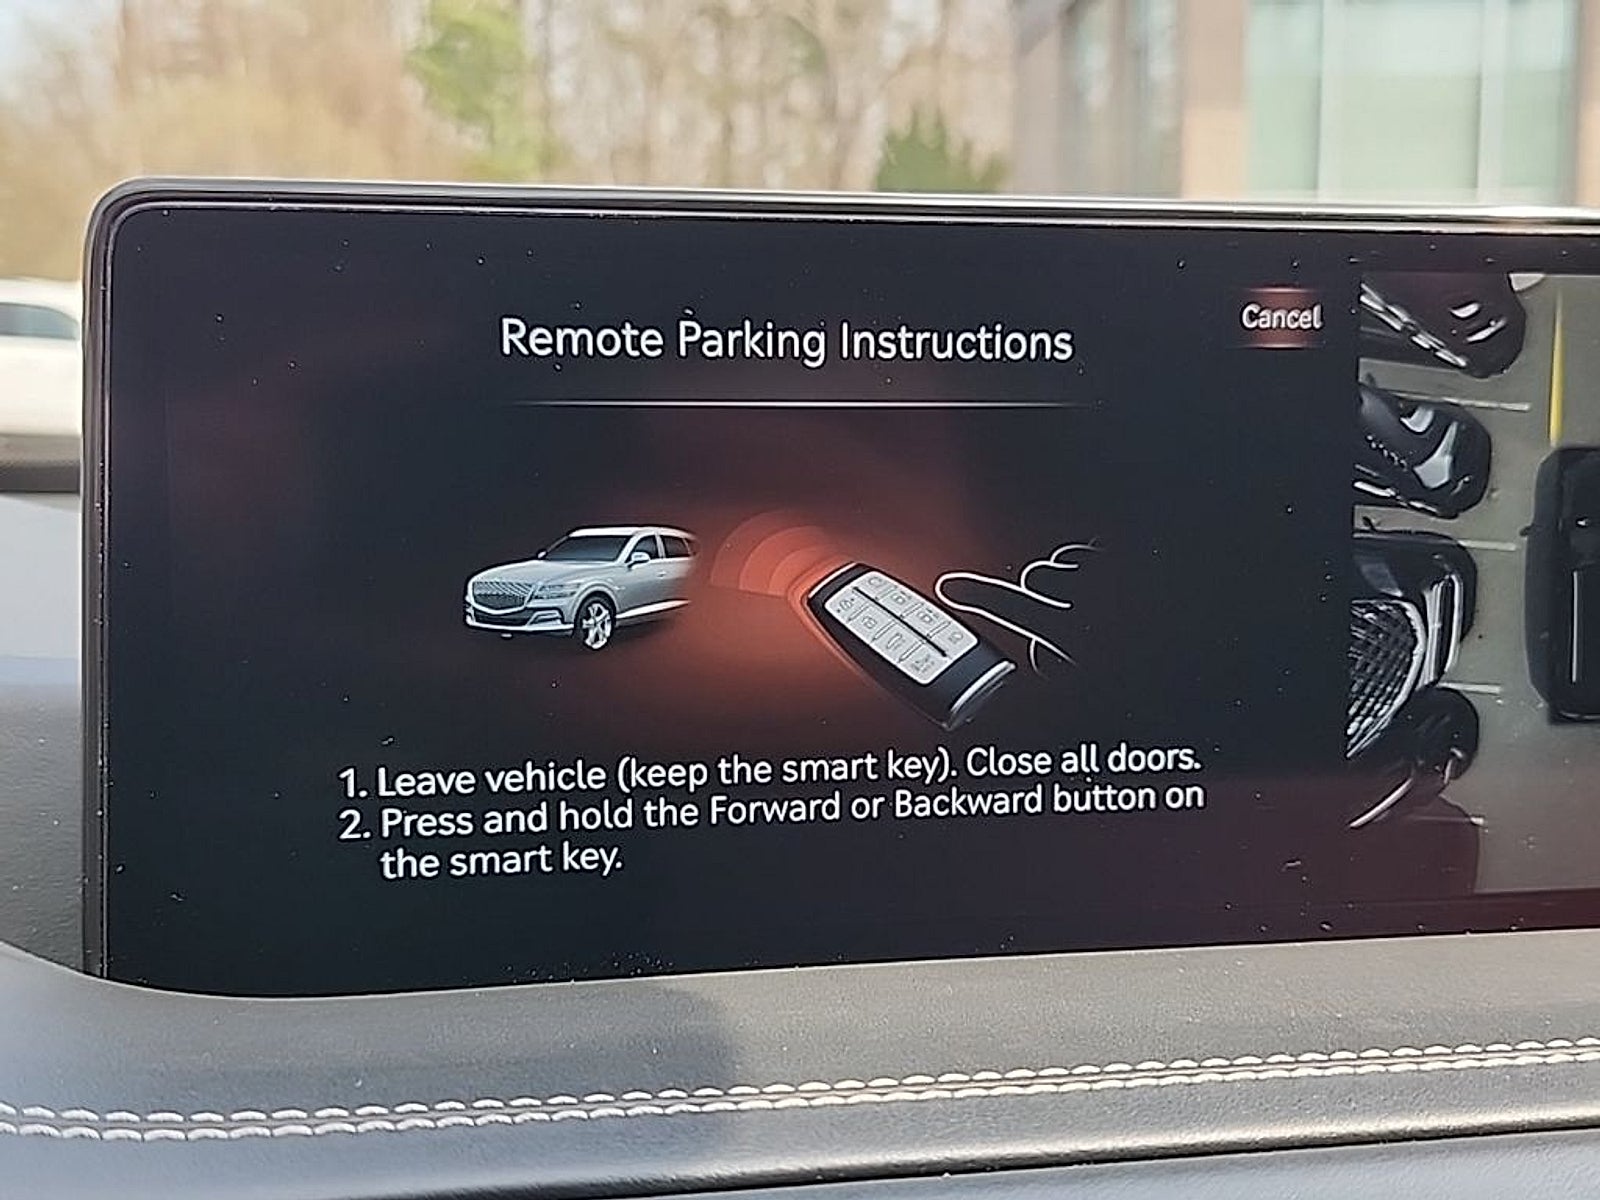 Remote Parking Instructions
Cancel
1. Leave vehicle (keep the smart key). Close all doors.
2. Press and hold the Forward or Backward button on
the smart key.